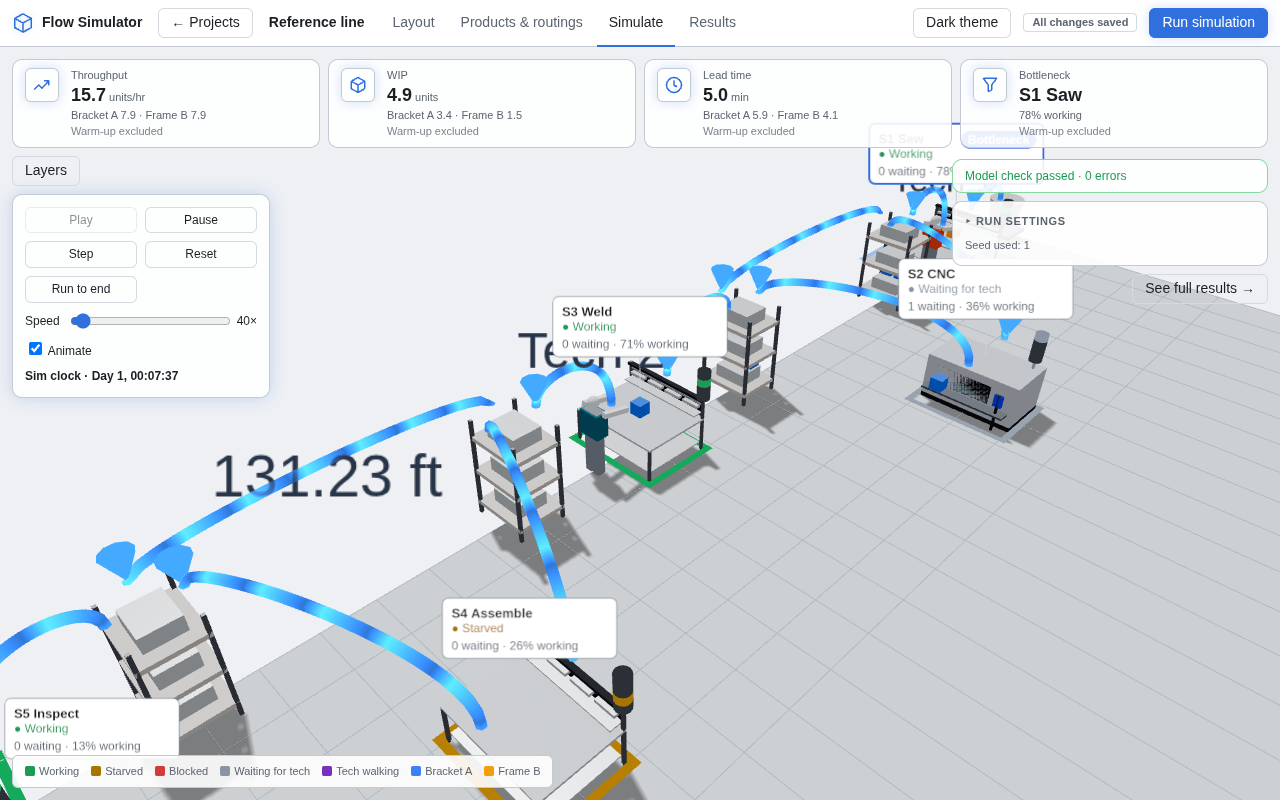 Flow Simulator
← Projects
Reference line
Layout
Products & routings
Simulate
Results
Dark theme
All changes saved
Run simulation
Throughput
15.7 units/hr
Bracket A 7.9 · Frame B 7.9
Warm-up excluded
WIP
4.9 units
Bracket A 3.4 · Frame B 1.5
Warm-up excluded
Lead time
5.0 min
Bracket A 5.9 · Frame B 4.1
Warm-up excluded
Bottleneck
S1 Saw
78% working
Warm-up excluded
Layers
Play
Pause
Step
Reset
Run to end
Speed
40×
Animate
Sim clock · Day 1, 00:07:37
S1 Saw
Bottleneck
● Working
0 waiting · 78%
Model check passed · 0 errors
▸ RUN SETTINGS
Seed used: 1
See full results →
S2 CNC
● Waiting for tech
1 waiting · 36% working
S3 Weld
● Working
0 waiting · 71% working
Tech 2
131.23 ft
S4 Assemble
● Starved
0 waiting · 26% working
S5 Inspect
● Working
0 waiting · 13% working
Working
Starved
Blocked
Waiting for tech
Tech walking
Bracket A
Frame B